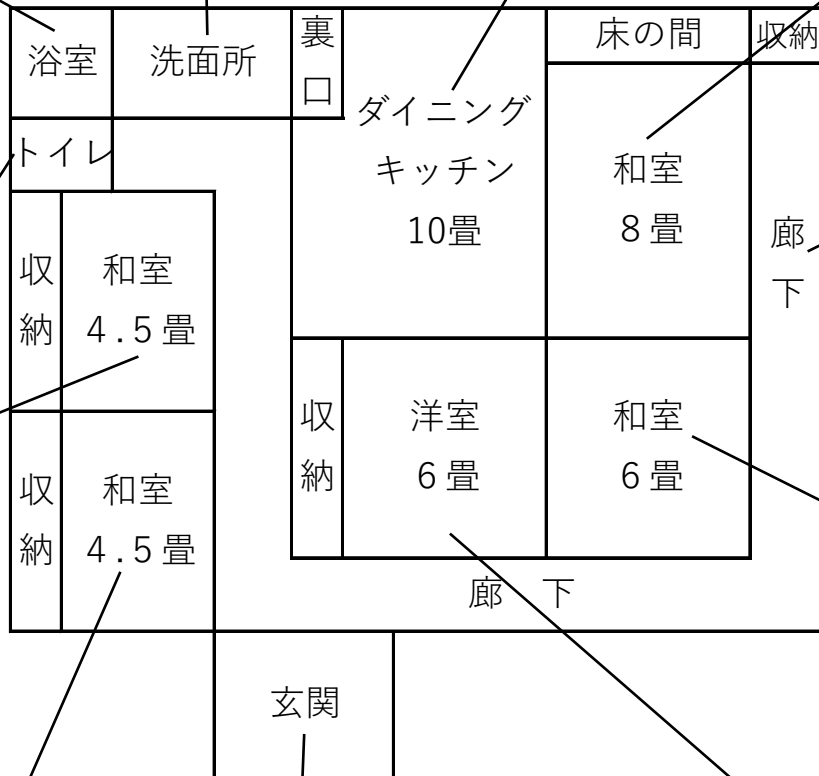 浴室
洗面所
裏口
ダイニング
キッチン
10畳
床の間
収納
トイレ
和室
8畳
廊下
収納
和室
4.5畳
収納
洋室
6畳
和室
6畳
収納
和室
4.5畳
廊 下
玄関